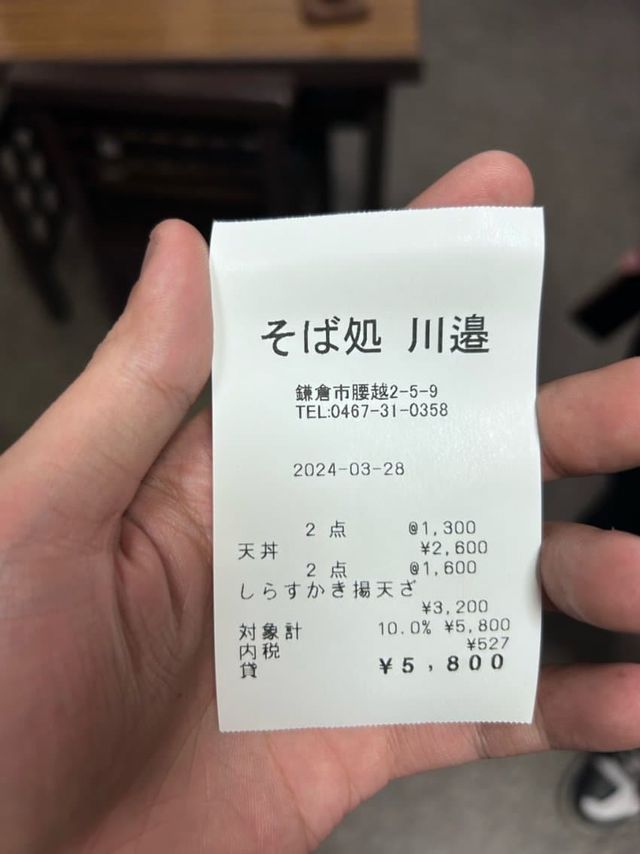 そば処 川邉
鎌倉市腰越2-5-9
TEL:0467-31-0358
2024-03-28
2 点 @1,300
天丼 ¥2,600
2 点 @1,600
しらすかき揚天ざ
¥3,200
対象計 10.0% ¥5,800
内税 ¥527
貸 ¥5,800